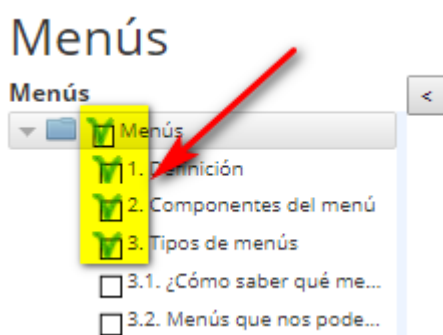 Menús
Menús
<
Menús
1. Definición
2. Componentes del menú
3. Tipos de menús
3.1. ¿Cómo saber qué me...
3.2. Menús que nos pode...